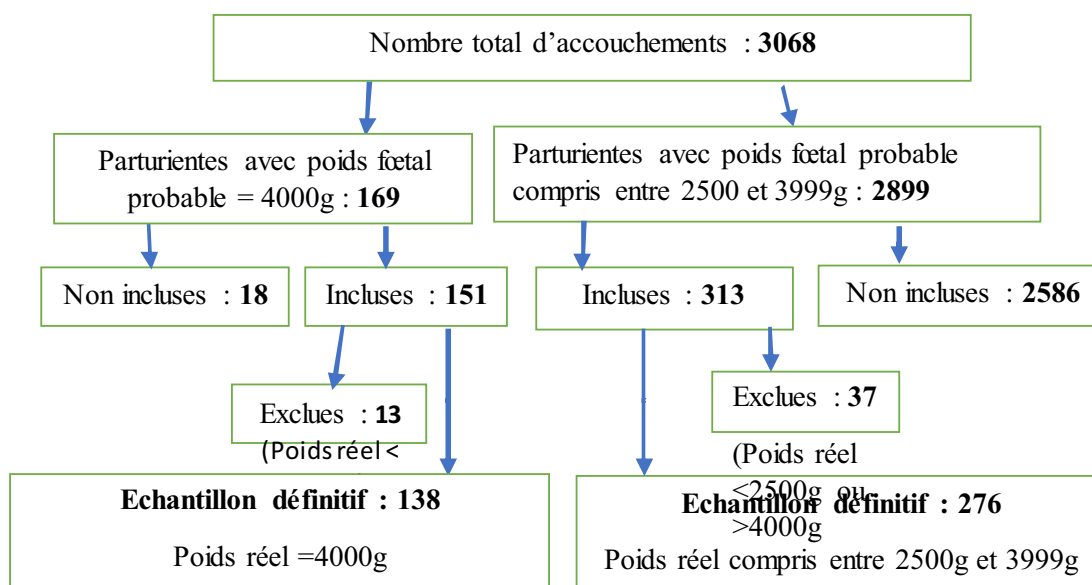 Nombre total d’accouchements : 3068
Parturientes avec poids fœtal
probable = 4000g : 169
Parturientes avec poids fœtal probable
compris entre 2500 et 3999g : 2899
Non incluses : 18
Incluses : 151
Incluses : 313
Non incluses : 2586
Exclues : 13
(Poids réel <
Exclues : 37
(Poids réel
<2500g ou
>4000g
Echantillon définitif : 138
Poids réel =4000g
Echantillon définitif : 276
Poids réel compris entre 2500g et 3999g